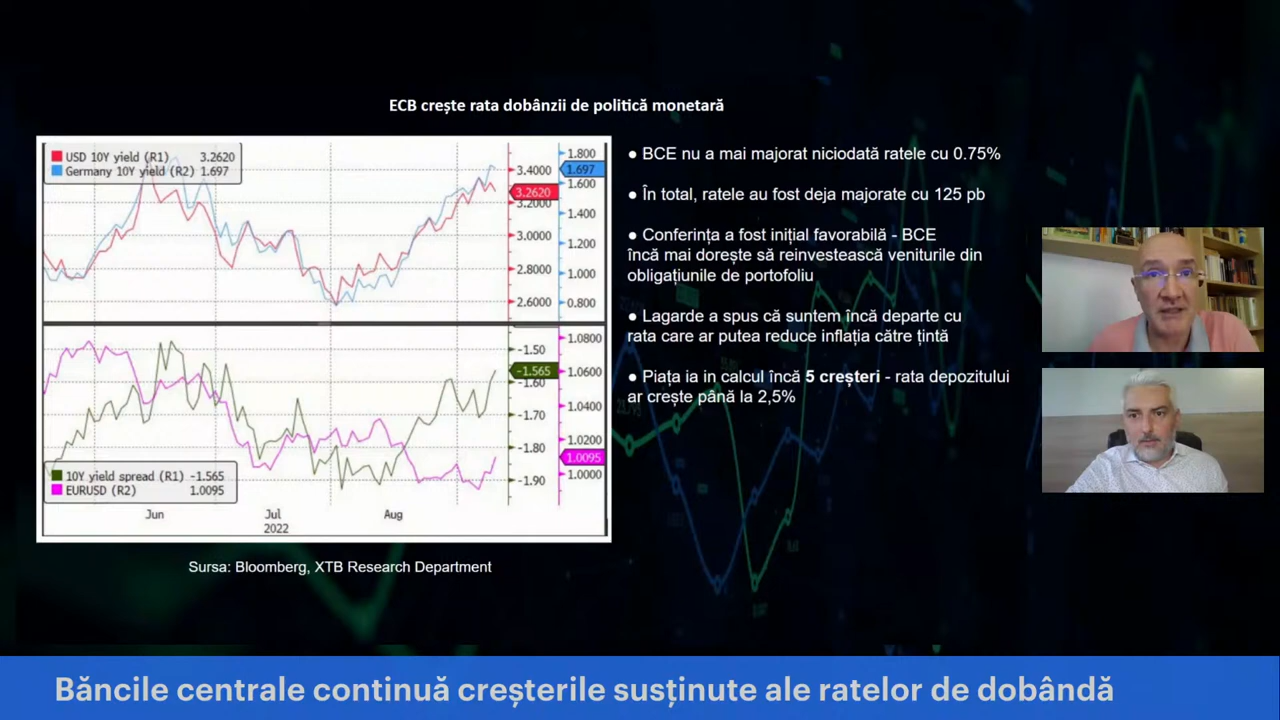 ECB crește rata dobânzii de politică monetară
USD 10Y yield (R1) 3.2620
Germany 10Y yield (R2) 1.697
3.4000
3.2620
3.2000
3.0000
2.8000
2.6000
1.800
1.697
1.600
1.400
1.200
1.000
0.800
-1.50
-1.565
-1.60
-1.70
-1.80
-1.90
1.0800
1.0600
1.0400
1.0200
1.0095
1.0000
10Y yield spread (R1) -1.565
EURUSD (R2) 1.0095
Jun Jul Aug
2022
Sursa: Bloomberg, XTB Research Department
● BCE nu a mai majorat niciodată ratele cu 0.75%
● În total, ratele au fost deja majorate cu 125 pb
● Conferința a fost inițial favorabilă - BCE
încă mai dorește să reinvestească veniturile din
obligațiunile de portofoliu
● Lagarde a spus că suntem încă departe cu
rata care ar putea reduce inflația către țintă
● Piața ia in calcul încă 5 creșteri - rata depozitului
ar crește până la 2,5%
Băncile centrale continuă creșterile susținute ale ratelor de dobândă